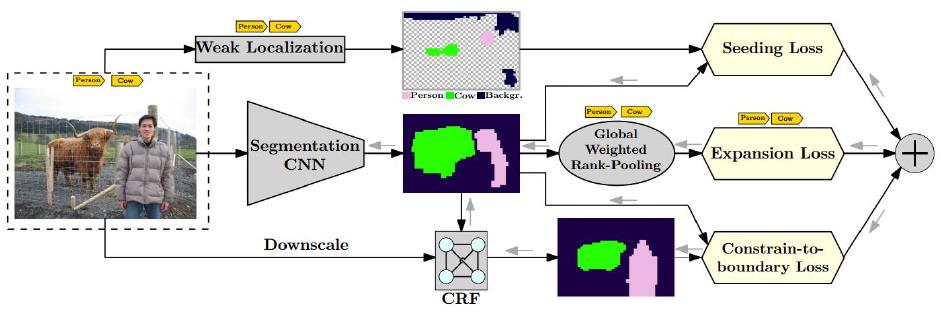 Person Cow
Weak Localization
Person Cow Backgr.
Seeding Loss
Person Cow
Segmentation
CNN
Person Cow
Global
Weighted
Rank-Pooling
Person Cow
Expansion Loss
+
Downscale
CRF
Constrain-to-
boundary Loss